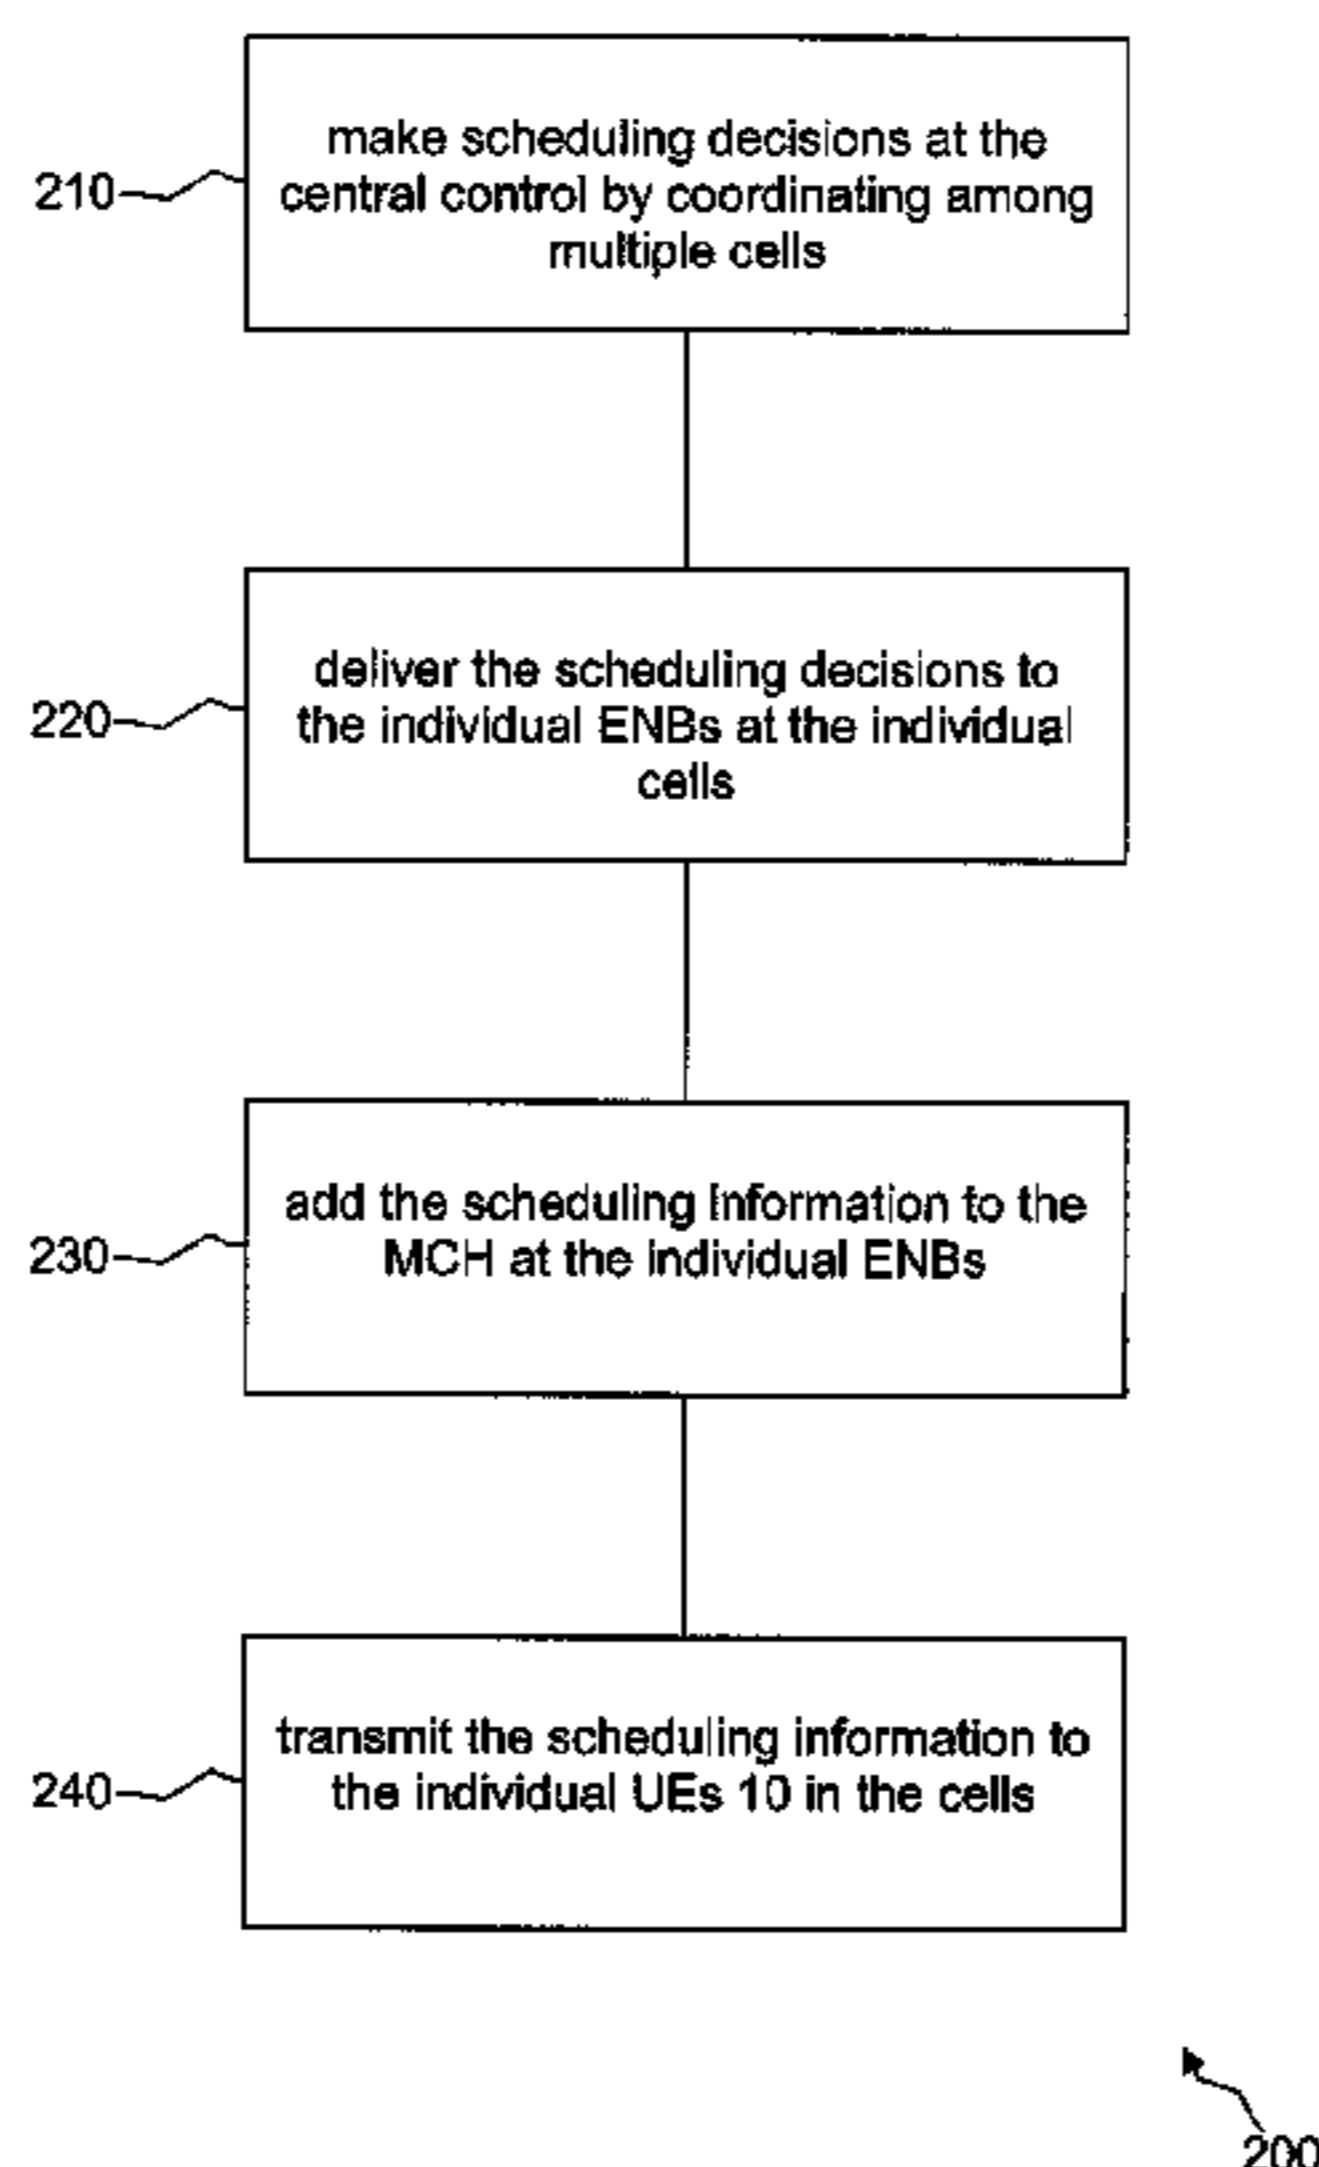 make scheduling decisions at the
210
central control by coordinating among
multiple cells
deliver the scheduling decisions to
220
the individual ENBs at the individual
cells
add the scheduling information to the
230
MCH at the individual ENBs
transmit the scheduling information to
240
the individual UEs 10 in the cells
200